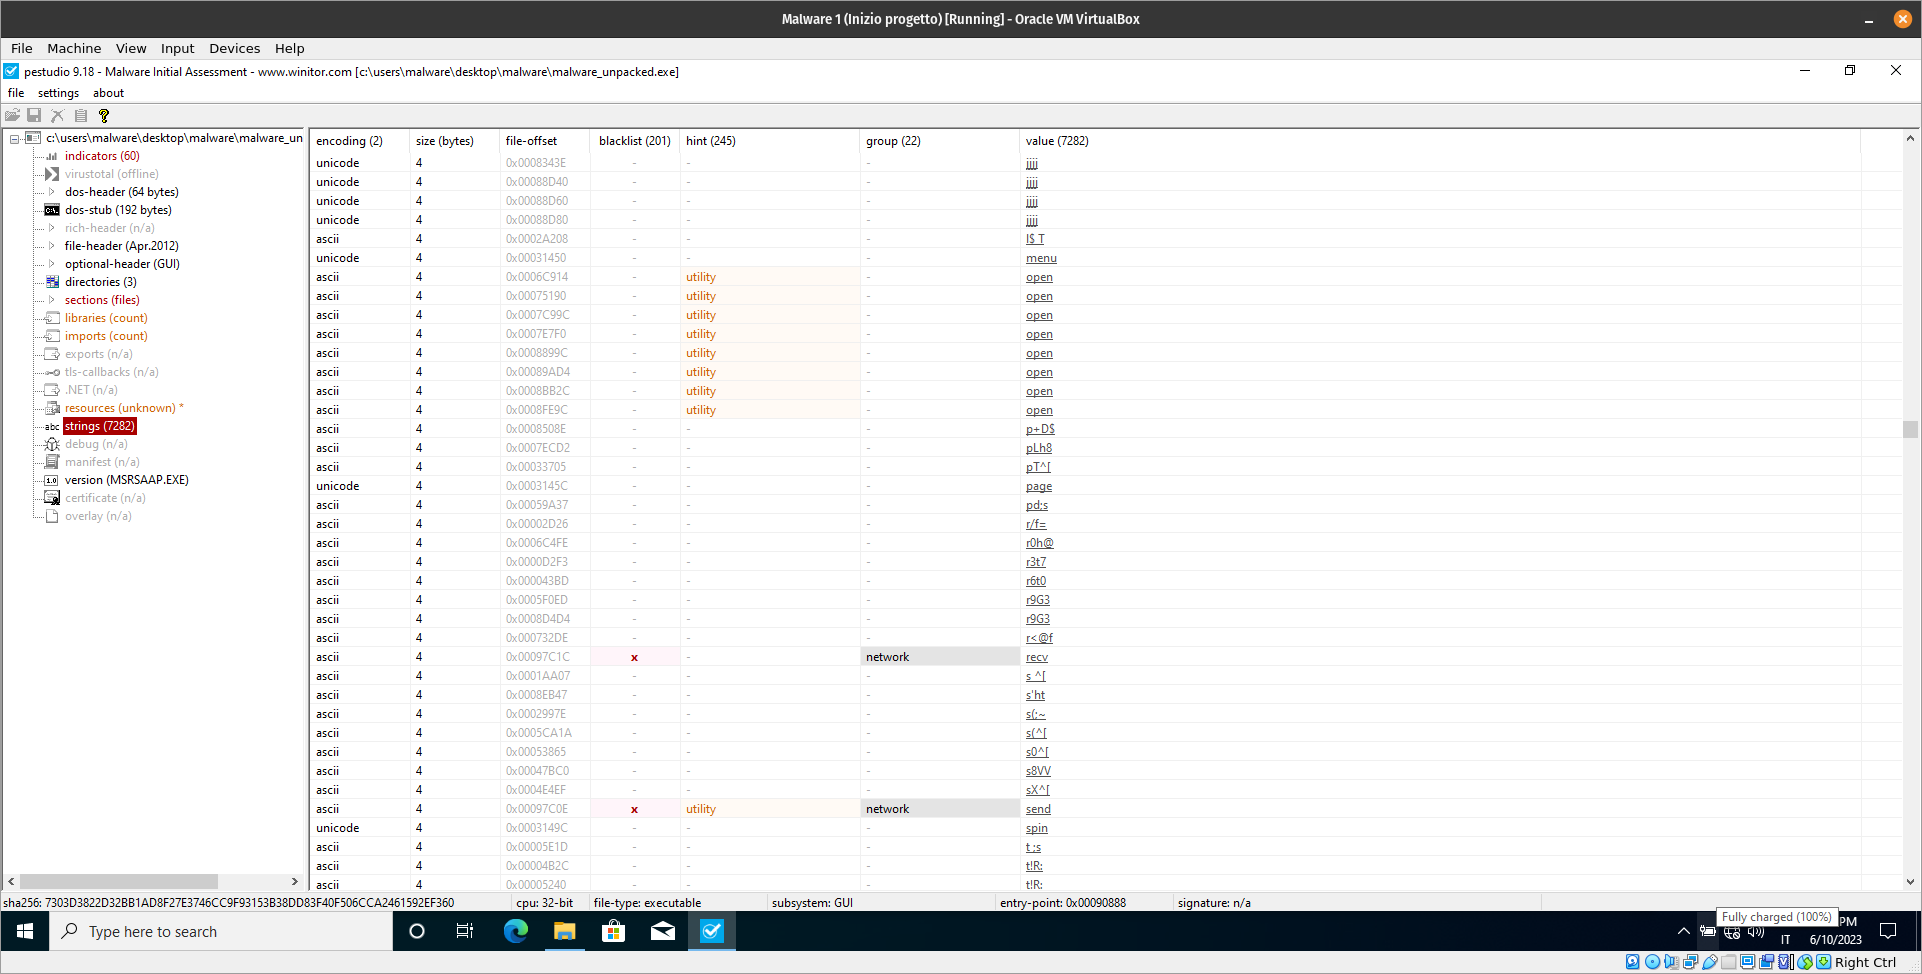 Malware 1 (Inizio progetto) [Running] - Oracle VM VirtualBox
File Machine View Input Devices Help
pestudio 9.18 - Malware Initial Assessment - www.winitor.com [c:\users\malware\desktop\malware\malware_unpacked.exe]
file settings about
c:\users\malware\desktop\malware\malware_un
indicators (60)
virustotal (offline)
dos-header (64 bytes)
dos-stub (192 bytes)
rich-header (n/a)
file-header (Apr.2012)
optional-header (GUI)
directories (3)
sections (files)
libraries (count)
imports (count)
exports (n/a)
tls-callbacks (n/a)
.NET (n/a)
resources (unknown) *
abc strings (7282)
debug (n/a)
manifest (n/a)
1.0 version (MSRSAAP.EXE)
certificate (n/a)
overlay (n/a)
encoding (2) size (bytes) file-offset blacklist (201) hint (245) group (22) value (7282)
unicode 4 0x0008343E - - - jjjj
unicode 4 0x00088D40 - - - jjjj
unicode 4 0x00088D60 - - - jjjj
unicode 4 0x00088D80 - - - jjjj
ascii 4 0x0002A208 - - - l$ T
unicode 4 0x00031450 - - - menu
ascii 4 0x0006C914 - utility - open
ascii 4 0x00075190 - utility - open
ascii 4 0x0007C99C - utility - open
ascii 4 0x0007E7F0 - utility - open
ascii 4 0x0008899C - utility - open
ascii 4 0x00089AD4 - utility - open
ascii 4 0x0008BB2C - utility - open
ascii 4 0x0008FE9C - utility - open
ascii 4 0x0008508E - - - p+D$
ascii 4 0x0007ECD2 - - - pLh8
ascii 4 0x00033705 - - - pT^[
unicode 4 0x0003145C - - - page
ascii 4 0x00059A37 - - - pd;s
ascii 4 0x00002D26 - - - r/f=
ascii 4 0x0006C4FE - - - r0h@
ascii 4 0x0000D2F3 - - - r3t7
ascii 4 0x000043BD - - - r6t0
ascii 4 0x0005F0ED - - - r9G3
ascii 4 0x0008D4D4 - - - r9G3
ascii 4 0x000732DE - - - r<@f
ascii 4 0x00097C1C x - network recv
ascii 4 0x0001AA07 - - - s ^[
ascii 4 0x0008EB47 - - - s'ht
ascii 4 0x0002997E - - - s(;~
ascii 4 0x0005CA1A - - - s(^[
ascii 4 0x00053865 - - - s0^[
ascii 4 0x00047BC0 - - - s8VV
ascii 4 0x0004E4EF - - - sX^[
ascii 4 0x00097C0E x utility network send
unicode 4 0x0003149C - - - spin
ascii 4 0x00005E1D - - - t ;s
ascii 4 0x00004B2C - - - t!R:
ascii 4 0x00005240 - - - t!R:
sha256: 7303D3822D32BB1AD8F27E3746CC9F93153B38DD83F40F506CCA2461592EF360 cpu: 32-bit file-type: executable subsystem: GUI entry-point: 0x00090888 signature: n/a
Fully charged (100%)
Type here to search
PM
IT 6/10/2023
Right Ctrl